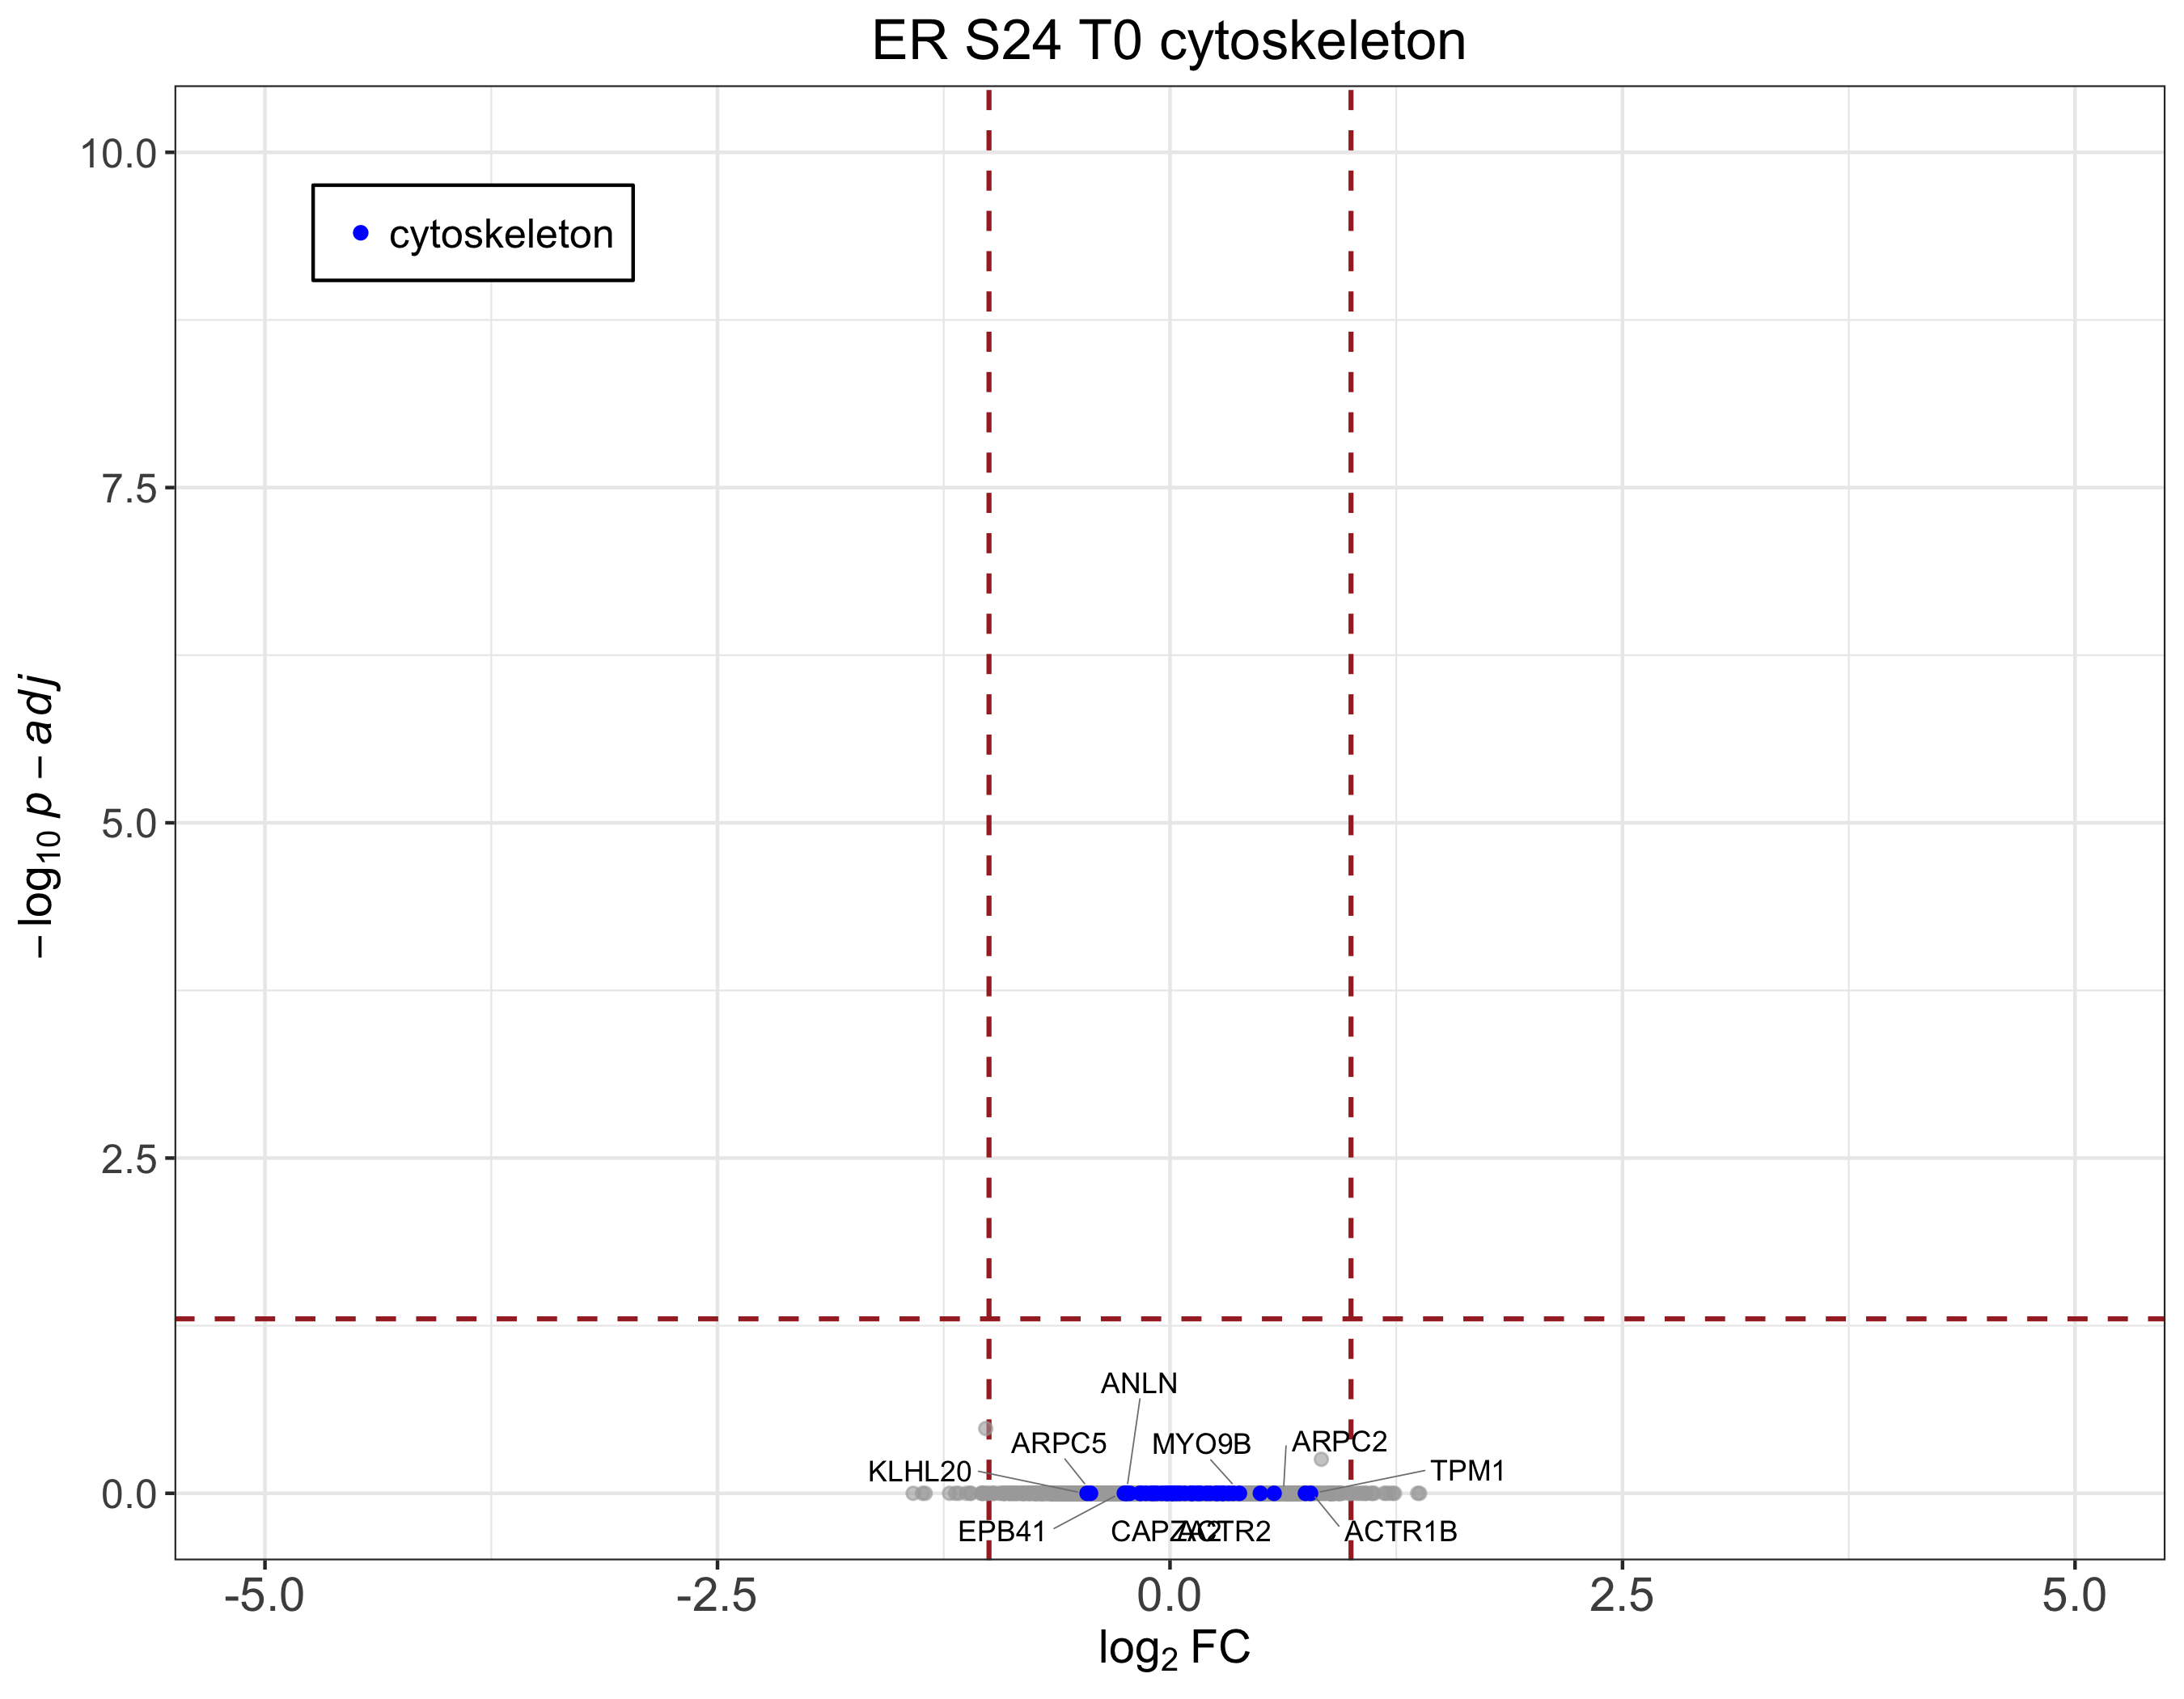 ER S24 T0 cytoskeleton
10.0
cytoskeleton
7.5
5.0
2.5
0.0
−log10 p − adj
ANLN
ARPC5
MYO9B
ARPC2
KLHL20
TPM1
EPB41
CAPZA2
ACTR2
ACTR1B
-5.0
-2.5
0.0
2.5
5.0
log2 FC